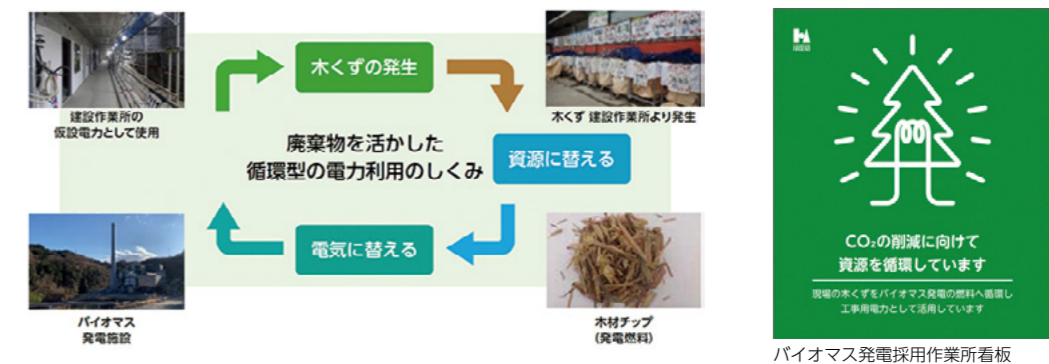 建設作業所の
仮設電力として使用
木くずの発生
木くず 建設作業所より発生
廃棄物を活かした
循環型の電力利用のしくみ
資源に替える
電気に替える
バイオマス
発電施設
木材チップ
(発電燃料)
CO₂の削減に向けて
資源を循環しています
現場の木くずをバイオマス発電の燃料へ循環し
工事用電力として活用しています
バイオマス発電採用作業所看板